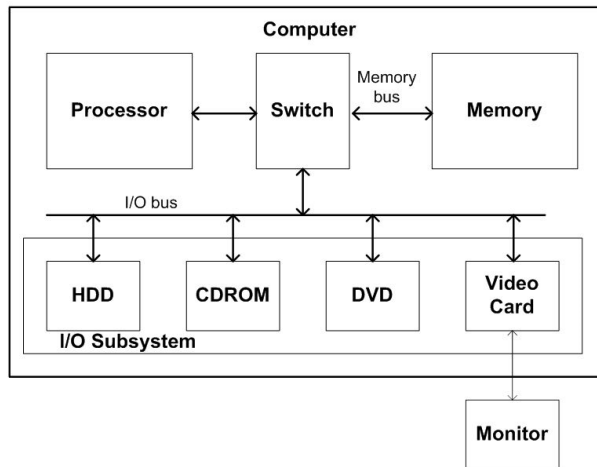 Computer
Processor
Switch
Memory
bus
Memory
I/O bus
HDD
CDROM
DVD
Video
Card
I/O Subsystem
Monitor